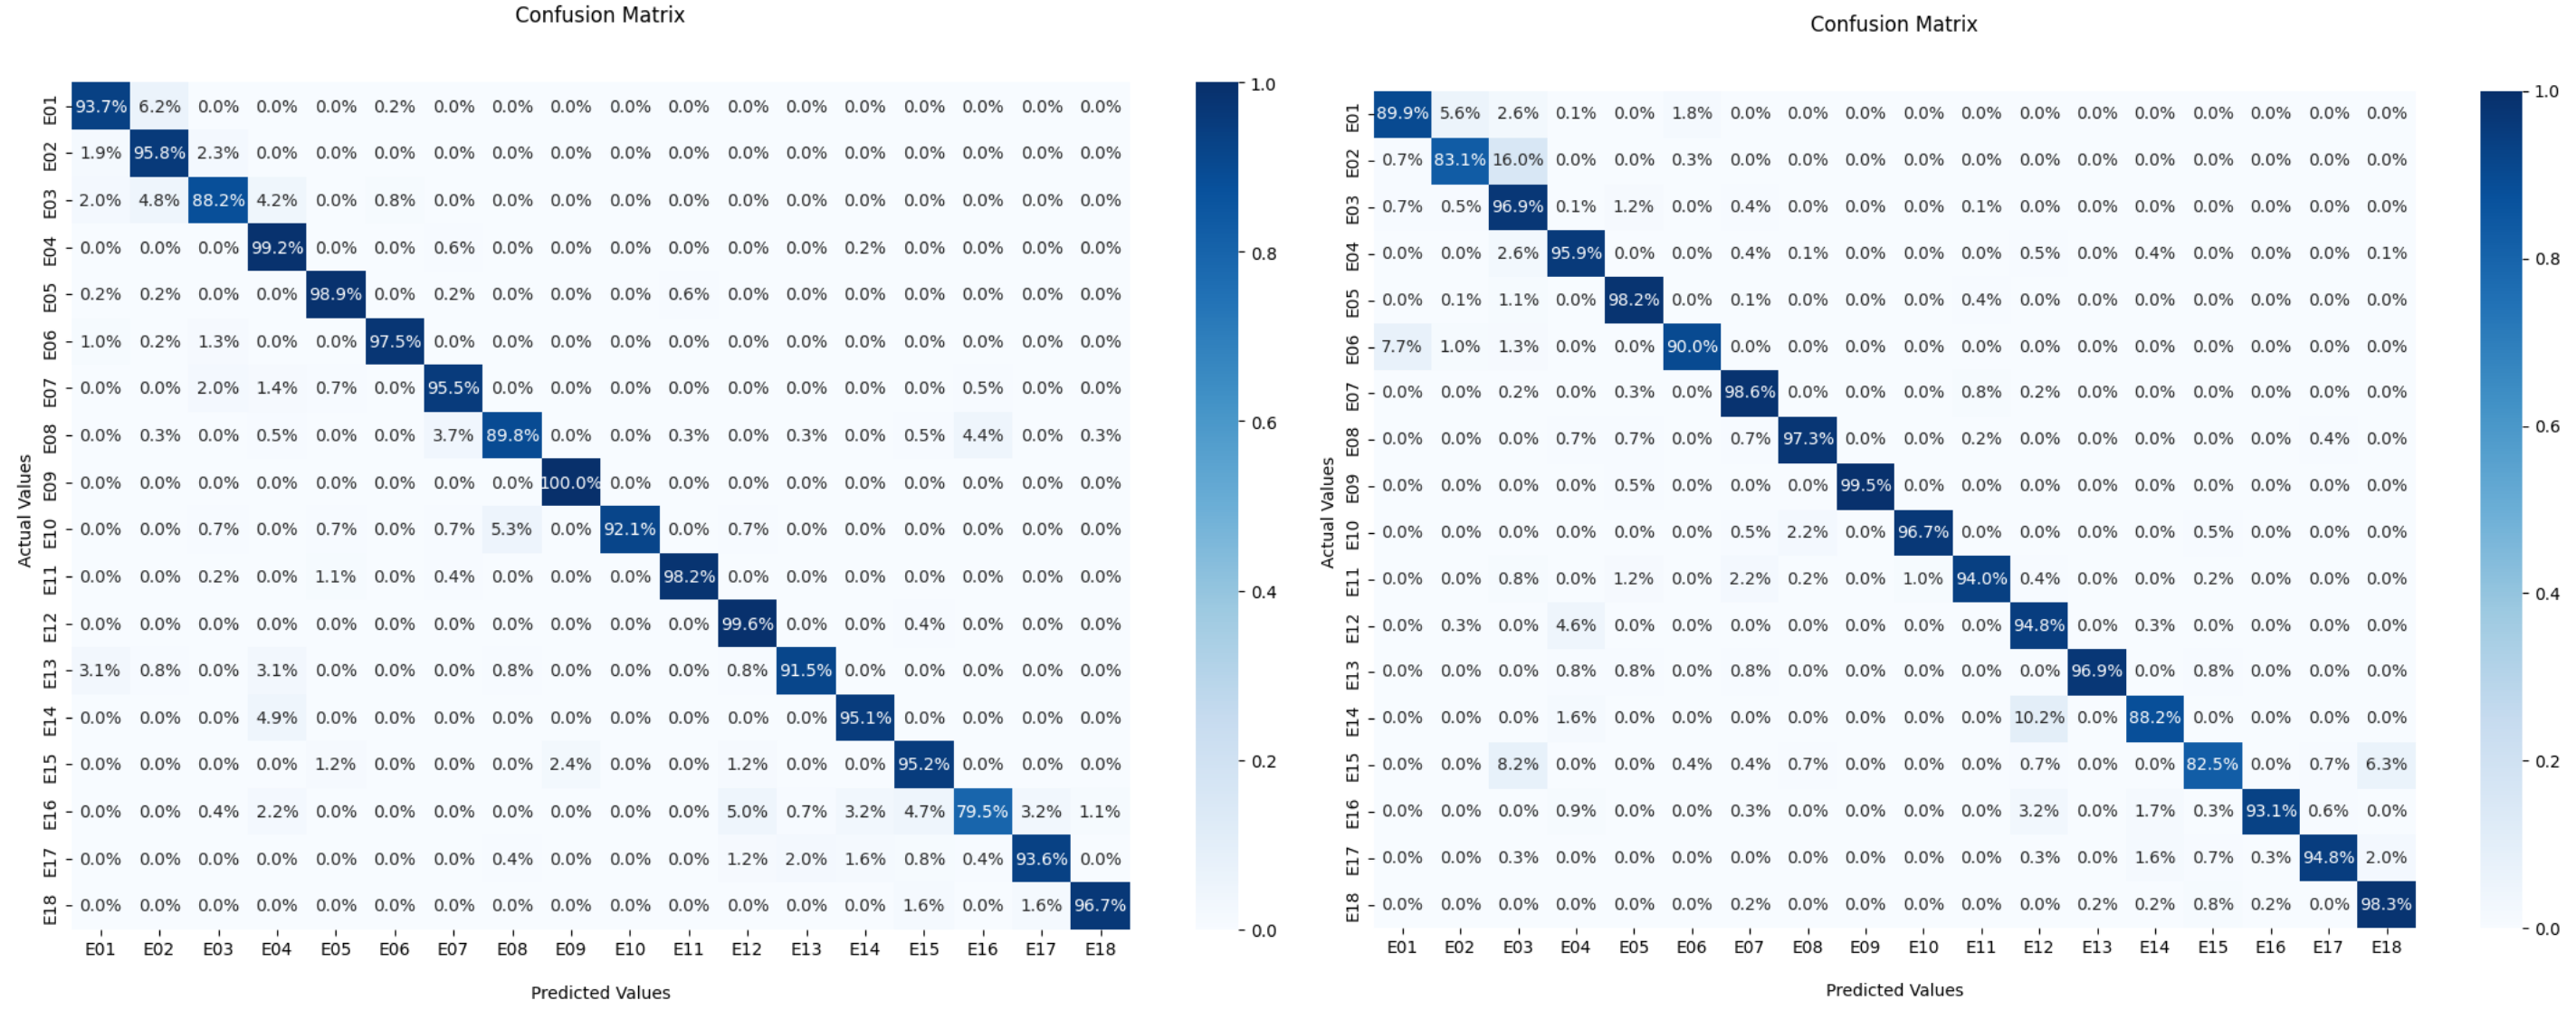 Confusion Matrix
Actual Values
E01 93.7% 6.2% 0.0% 0.0% 0.0% 0.2% 0.0% 0.0% 0.0% 0.0% 0.0% 0.0% 0.0% 0.0% 0.0% 0.0% 0.0% 0.0%
E02 1.9% 95.8% 2.3% 0.0% 0.0% 0.0% 0.0% 0.0% 0.0% 0.0% 0.0% 0.0% 0.0% 0.0% 0.0% 0.0% 0.0% 0.0%
E03 2.0% 4.8% 88.2% 4.2% 0.0% 0.8% 0.0% 0.0% 0.0% 0.0% 0.0% 0.0% 0.0% 0.0% 0.0% 0.0% 0.0% 0.0%
E04 0.0% 0.0% 0.0% 99.2% 0.0% 0.0% 0.6% 0.0% 0.0% 0.0% 0.0% 0.0% 0.0% 0.2% 0.0% 0.0% 0.0% 0.0%
E05 0.2% 0.2% 0.0% 0.0% 98.9% 0.0% 0.2% 0.0% 0.0% 0.0% 0.6% 0.0% 0.0% 0.0% 0.0% 0.0% 0.0% 0.0%
E06 1.0% 0.2% 1.3% 0.0% 0.0% 97.5% 0.0% 0.0% 0.0% 0.0% 0.0% 0.0% 0.0% 0.0% 0.0% 0.0% 0.0% 0.0%
E07 0.0% 0.0% 2.0% 1.4% 0.7% 0.0% 95.5% 0.0% 0.0% 0.0% 0.0% 0.0% 0.0% 0.0% 0.0% 0.5% 0.0% 0.0%
E08 0.0% 0.3% 0.0% 0.5% 0.0% 0.0% 3.7% 89.8% 0.0% 0.0% 0.3% 0.0% 0.3% 0.0% 0.5% 4.4% 0.0% 0.3%
E09 0.0% 0.0% 0.0% 0.0% 0.0% 0.0% 0.0% 0.0% 100.0% 0.0% 0.0% 0.0% 0.0% 0.0% 0.0% 0.0% 0.0% 0.0%
E10 0.0% 0.0% 0.7% 0.0% 0.7% 0.0% 0.7% 5.3% 0.0% 92.1% 0.0% 0.7% 0.0% 0.0% 0.0% 0.0% 0.0% 0.0%
E11 0.0% 0.0% 0.2% 0.0% 1.1% 0.0% 0.4% 0.0% 0.0% 0.0% 98.2% 0.0% 0.0% 0.0% 0.0% 0.0% 0.0% 0.0%
E12 0.0% 0.0% 0.0% 0.0% 0.0% 0.0% 0.0% 0.0% 0.0% 0.0% 0.0% 99.6% 0.0% 0.0% 0.4% 0.0% 0.0% 0.0%
E13 3.1% 0.8% 0.0% 3.1% 0.0% 0.0% 0.0% 0.8% 0.0% 0.0% 0.0% 0.8% 91.5% 0.0% 0.0% 0.0% 0.0% 0.0%
E14 0.0% 0.0% 0.0% 4.9% 0.0% 0.0% 0.0% 0.0% 0.0% 0.0% 0.0% 0.0% 0.0% 95.1% 0.0% 0.0% 0.0% 0.0%
E15 0.0% 0.0% 0.0% 0.0% 1.2% 0.0% 0.0% 0.0% 2.4% 0.0% 0.0% 1.2% 0.0% 0.0% 95.2% 0.0% 0.0% 0.0%
E16 0.0% 0.0% 0.4% 2.2% 0.0% 0.0% 0.0% 0.0% 0.0% 0.0% 0.0% 5.0% 0.7% 3.2% 4.7% 79.5% 3.2% 1.1%
E17 0.0% 0.0% 0.0% 0.0% 0.0% 0.0% 0.0% 0.4% 0.0% 0.0% 0.0% 1.2% 2.0% 1.6% 0.8% 0.4% 93.6% 0.0%
E18 0.0% 0.0% 0.0% 0.0% 0.0% 0.0% 0.0% 0.0% 0.0% 0.0% 0.0% 0.0% 0.0% 0.0% 1.6% 0.0% 1.6% 96.7%
E01 E02 E03 E04 E05 E06 E07 E08 E09 E10 E11 E12 E13 E14 E15 E16 E17 E18
Predicted Values
1.0
0.8
0.6
0.4
0.2
0.0
Confusion Matrix
Actual Values
E01 89.9% 5.6% 2.6% 0.1% 0.0% 1.8% 0.0% 0.0% 0.0% 0.0% 0.0% 0.0% 0.0% 0.0% 0.0% 0.0% 0.0% 0.0%
E02 0.7% 83.1% 16.0% 0.0% 0.0% 0.3% 0.0% 0.0% 0.0% 0.0% 0.0% 0.0% 0.0% 0.0% 0.0% 0.0% 0.0% 0.0%
E03 0.7% 0.5% 96.9% 0.1% 1.2% 0.0% 0.4% 0.0% 0.0% 0.0% 0.1% 0.0% 0.0% 0.0% 0.0% 0.0% 0.0% 0.0%
E04 0.0% 0.0% 2.6% 95.9% 0.0% 0.0% 0.4% 0.1% 0.0% 0.0% 0.0% 0.5% 0.0% 0.4% 0.0% 0.0% 0.0% 0.1%
E05 0.0% 0.1% 1.1% 0.0% 98.2% 0.0% 0.1% 0.0% 0.0% 0.0% 0.4% 0.0% 0.0% 0.0% 0.0% 0.0% 0.0% 0.0%
E06 7.7% 1.0% 1.3% 0.0% 0.0% 90.0% 0.0% 0.0% 0.0% 0.0% 0.0% 0.0% 0.0% 0.0% 0.0% 0.0% 0.0% 0.0%
E07 0.0% 0.0% 0.2% 0.0% 0.3% 0.0% 98.6% 0.0% 0.0% 0.0% 0.8% 0.2% 0.0% 0.0% 0.0% 0.0% 0.0% 0.0%
E08 0.0% 0.0% 0.0% 0.7% 0.7% 0.0% 0.7% 97.3% 0.0% 0.0% 0.2% 0.0% 0.0% 0.0% 0.0% 0.0% 0.4% 0.0%
E09 0.0% 0.0% 0.0% 0.0% 0.5% 0.0% 0.0% 0.0% 99.5% 0.0% 0.0% 0.0% 0.0% 0.0% 0.0% 0.0% 0.0% 0.0%
E10 0.0% 0.0% 0.0% 0.0% 0.0% 0.0% 0.5% 2.2% 0.0% 96.7% 0.0% 0.0% 0.0% 0.0% 0.5% 0.0% 0.0% 0.0%
E11 0.0% 0.0% 0.8% 0.0% 1.2% 0.0% 2.2% 0.2% 0.0% 1.0% 94.0% 0.4% 0.0% 0.0% 0.2% 0.0% 0.0% 0.0%
E12 0.0% 0.3% 0.0% 4.6% 0.0% 0.0% 0.0% 0.0% 0.0% 0.0% 0.0% 94.8% 0.0% 0.3% 0.0% 0.0% 0.0% 0.0%
E13 0.0% 0.0% 0.0% 0.8% 0.8% 0.0% 0.8% 0.0% 0.0% 0.0% 0.0% 0.0% 96.9% 0.0% 0.8% 0.0% 0.0% 0.0%
E14 0.0% 0.0% 0.0% 1.6% 0.0% 0.0% 0.0% 0.0% 0.0% 0.0% 0.0% 10.2% 0.0% 88.2% 0.0% 0.0% 0.0% 0.0%
E15 0.0% 0.0% 8.2% 0.0% 0.0% 0.4% 0.4% 0.7% 0.0% 0.0% 0.0% 0.7% 0.0% 0.0% 82.5% 0.0% 0.7% 6.3%
E16 0.0% 0.0% 0.0% 0.9% 0.0% 0.0% 0.3% 0.0% 0.0% 0.0% 0.0% 3.2% 0.0% 1.7% 0.3% 93.1% 0.6% 0.0%
E17 0.0% 0.0% 0.3% 0.0% 0.0% 0.0% 0.0% 0.0% 0.0% 0.0% 0.0% 0.3% 0.0% 1.6% 0.7% 0.3% 94.8% 2.0%
E18 0.0% 0.0% 0.0% 0.0% 0.0% 0.0% 0.2% 0.0% 0.0% 0.0% 0.0% 0.0% 0.2% 0.2% 0.8% 0.2% 0.0% 98.3%
E01 E02 E03 E04 E05 E06 E07 E08 E09 E10 E11 E12 E13 E14 E15 E16 E17 E18
Predicted Values
1.0
0.8
0.6
0.4
0.2
0.0